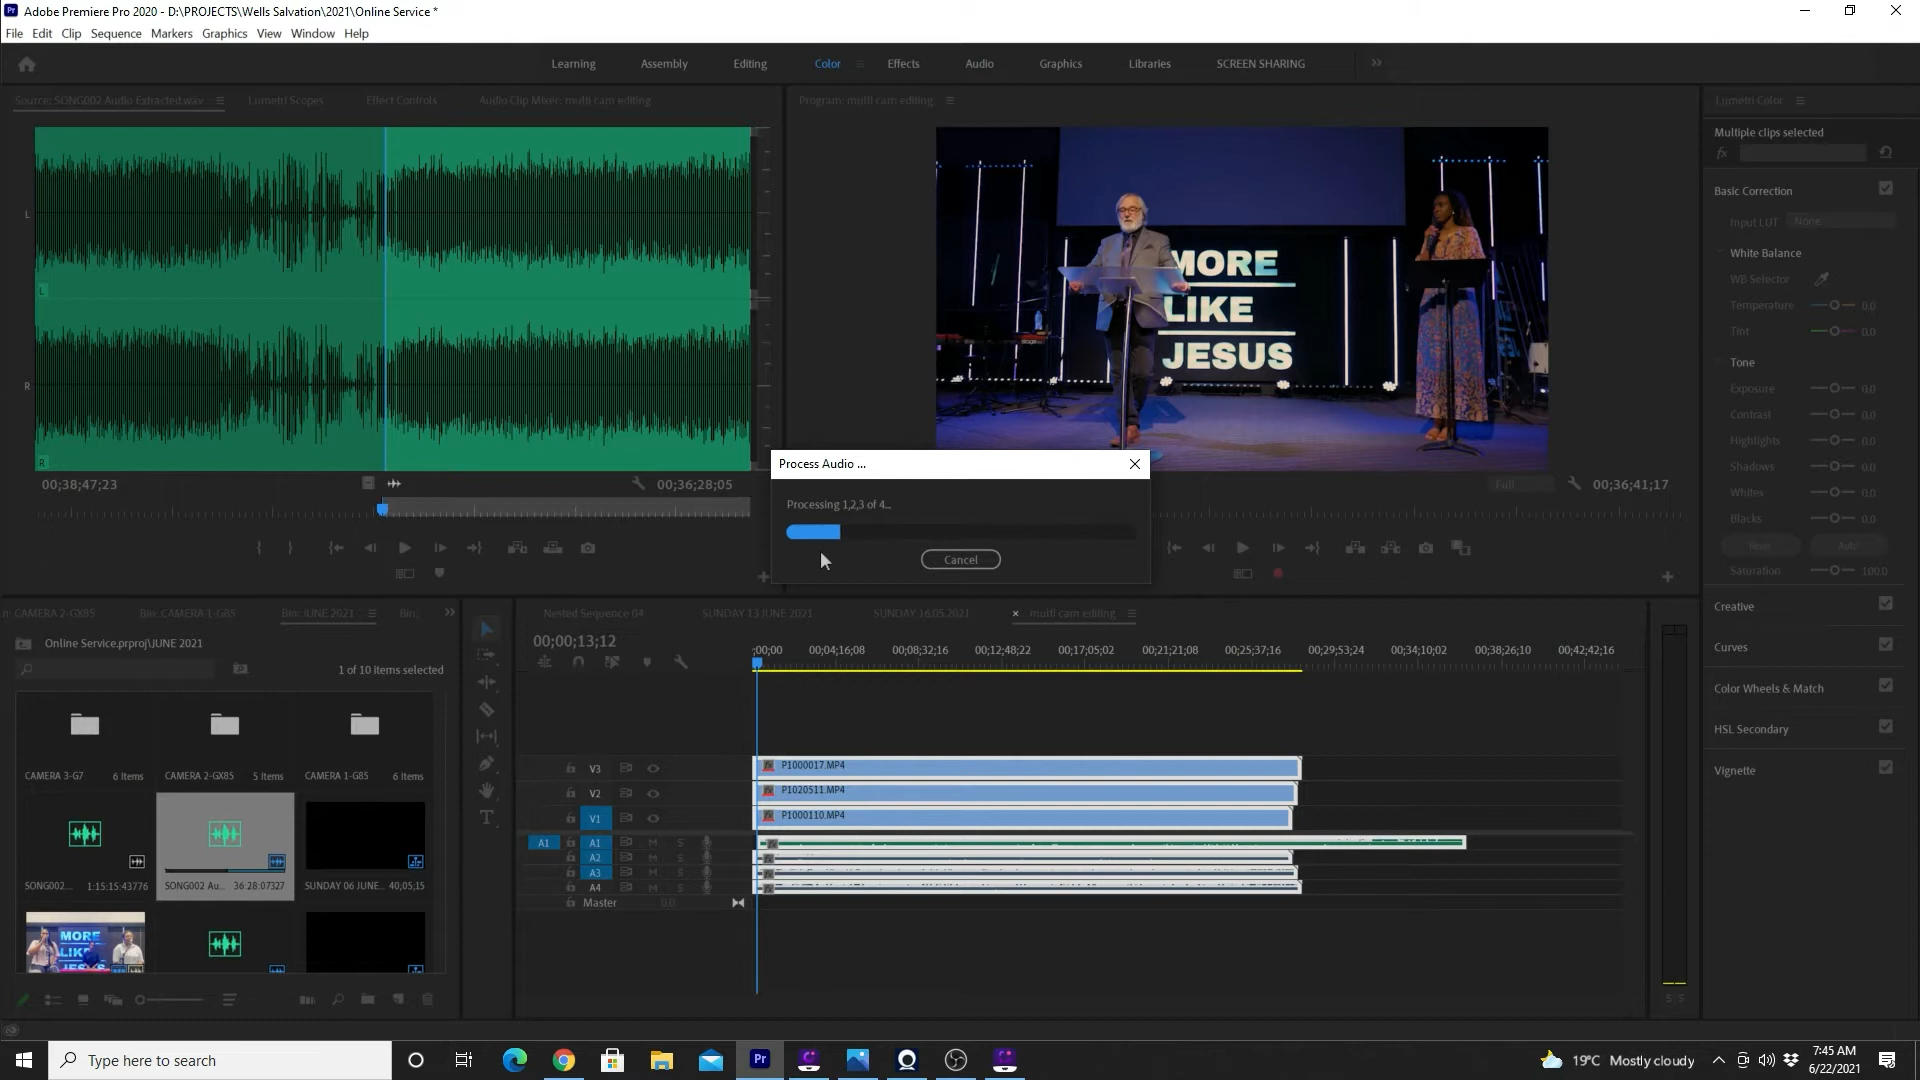 Adobe Premiere Pro 2020 - D:\PROJECTS\Wells Salvation\2021\Online Service *
File Edit Clip Sequence Markers Graphics View Window Help
Learning Assembly Editing Color Effects Audio Graphics Libraries SCREEN SHARING
Source: SONG002 Audio Extracted.wav Lumetri Scopes Effect Controls Audio Clip Mixer: multi cam editing
Program: multi cam editing
Lumetri Color
Multiple clips selected
fx
Basic Correction
Input LUT None
White Balance
WB Selector
Temperature 0.0
Tint 0.0
Tone
Exposure 0.0
Contrast 0.0
Highlights 0.0
Shadows 0.0
Whites 0.0
Blacks 0.0
Reset Auto
Saturation 100.0
Creative
Curves
Color Wheels & Match
HSL Secondary
Vignette
L
L
R
R
00;38;47;23 00;36;28;05
MORE
LIKE
JESUS
stage
Full 00;36;41;17
Process Audio ...
Processing 1,2,3 of 4...
Cancel
n: CAMERA 2-GX85 Bin: CAMERA 1-G85 Bin: JUNE 2021 Bin:
Online Service.prproj\JUNE 2021
1 of 10 items selected
CAMERA 3-G7 6 Items CAMERA 2-GX85 5 Items CAMERA 1-G85 6 Items
SONG002... 1:15:15:43776 SONG002 Au... 36:28:07327 SUNDAY 06 JUNE... 40;05;15
MORE
LIKE
JESUS
Nested Sequence 04 SUNDAY 13 JUNE 2021 SUNDAY 16.05.2021 multi cam editing
00;00;13;12
;00;00 00;04;16;08 00;08;32;16 00;12;48;22 00;17;05;02 00;21;21;08 00;25;37;16 00;29;53;24 00;34;10;02 00;38;26;10 00;42;42;16
V3 P1000017.MP4
V2 P1020511.MP4
V1 P1000110.MP4
A1 A1 M S
A2 M S
A3 M S
A4 M S
Master 0.0
S S
Type here to search
Pr
19°C Mostly cloudy
7:45 AM
6/22/2021